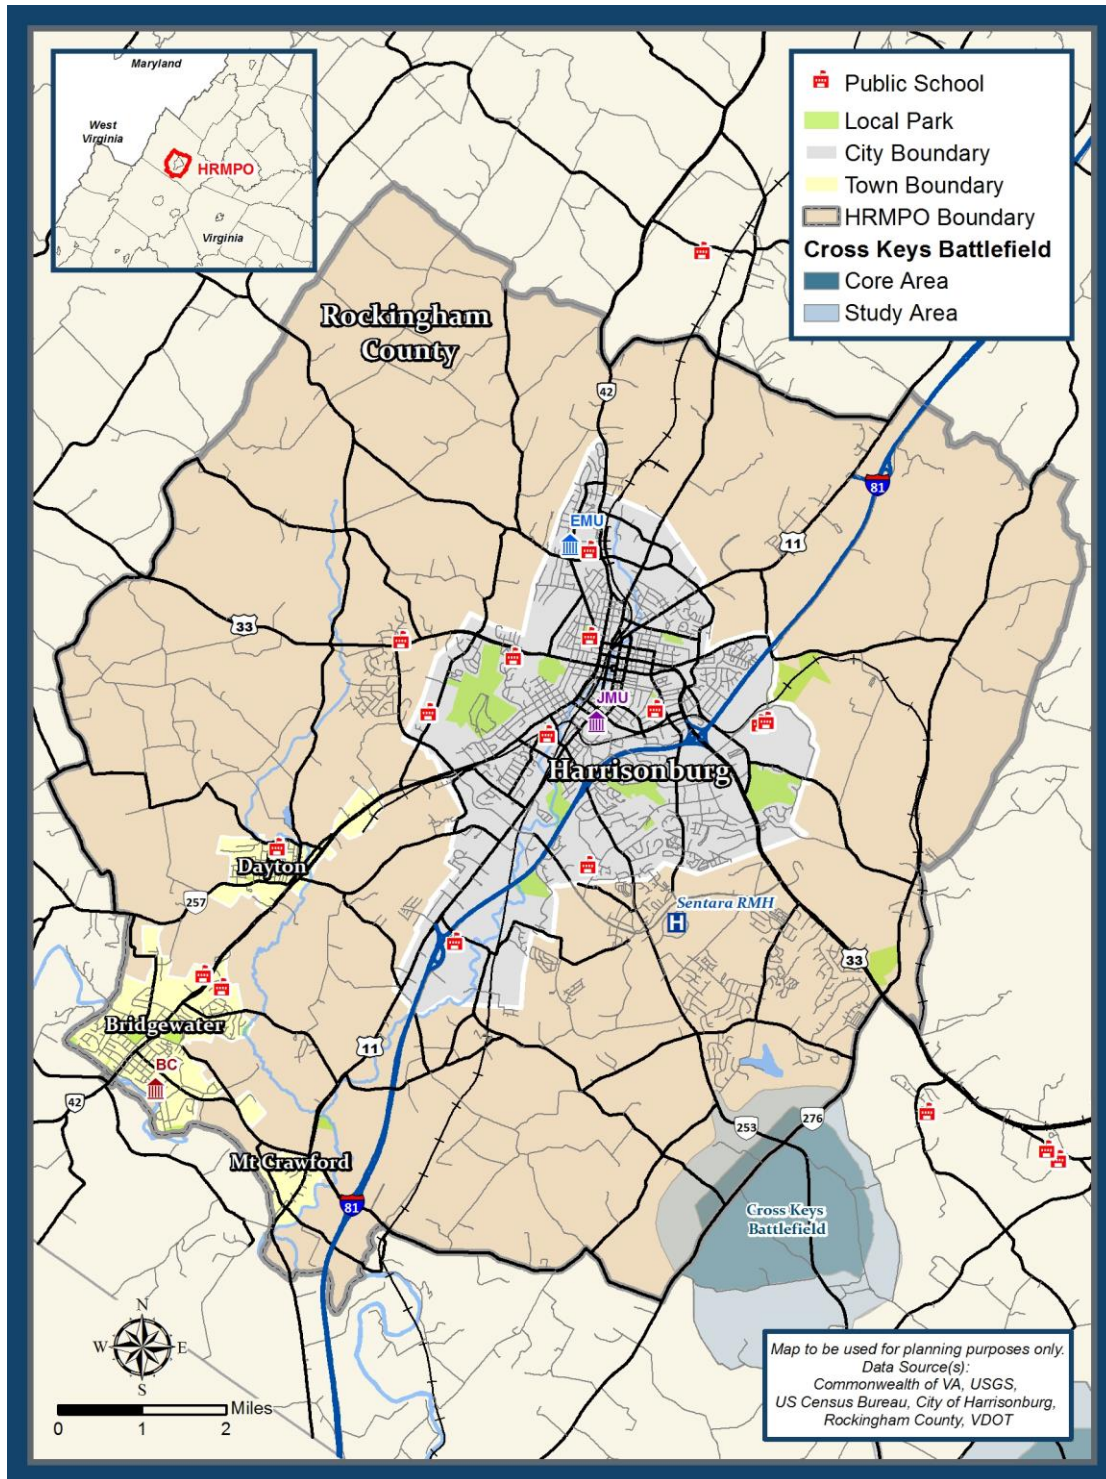 Maryland
West
Virginia
HRMPO
Virginia
Public School
Local Park
City Boundary
Town Boundary
HRMPO Boundary
Cross Keys Battlefield
Core Area
Study Area
Rockingham
County
42
81
EMU
11
33
JMU
Harrisonburg
Dayton
257
Sentara RMH
H
33
Bridgewater
11
BC
42
253
276
Mt Crawford
81
Cross Keys
Battlefield
N
W
E
S
Miles
0
1
2
Map to be used for planning purposes only.
Data Source(s):
Commonwealth of VA, USGS,
US Census Bureau, City of Harrisonburg,
Rockingham County, VDOT